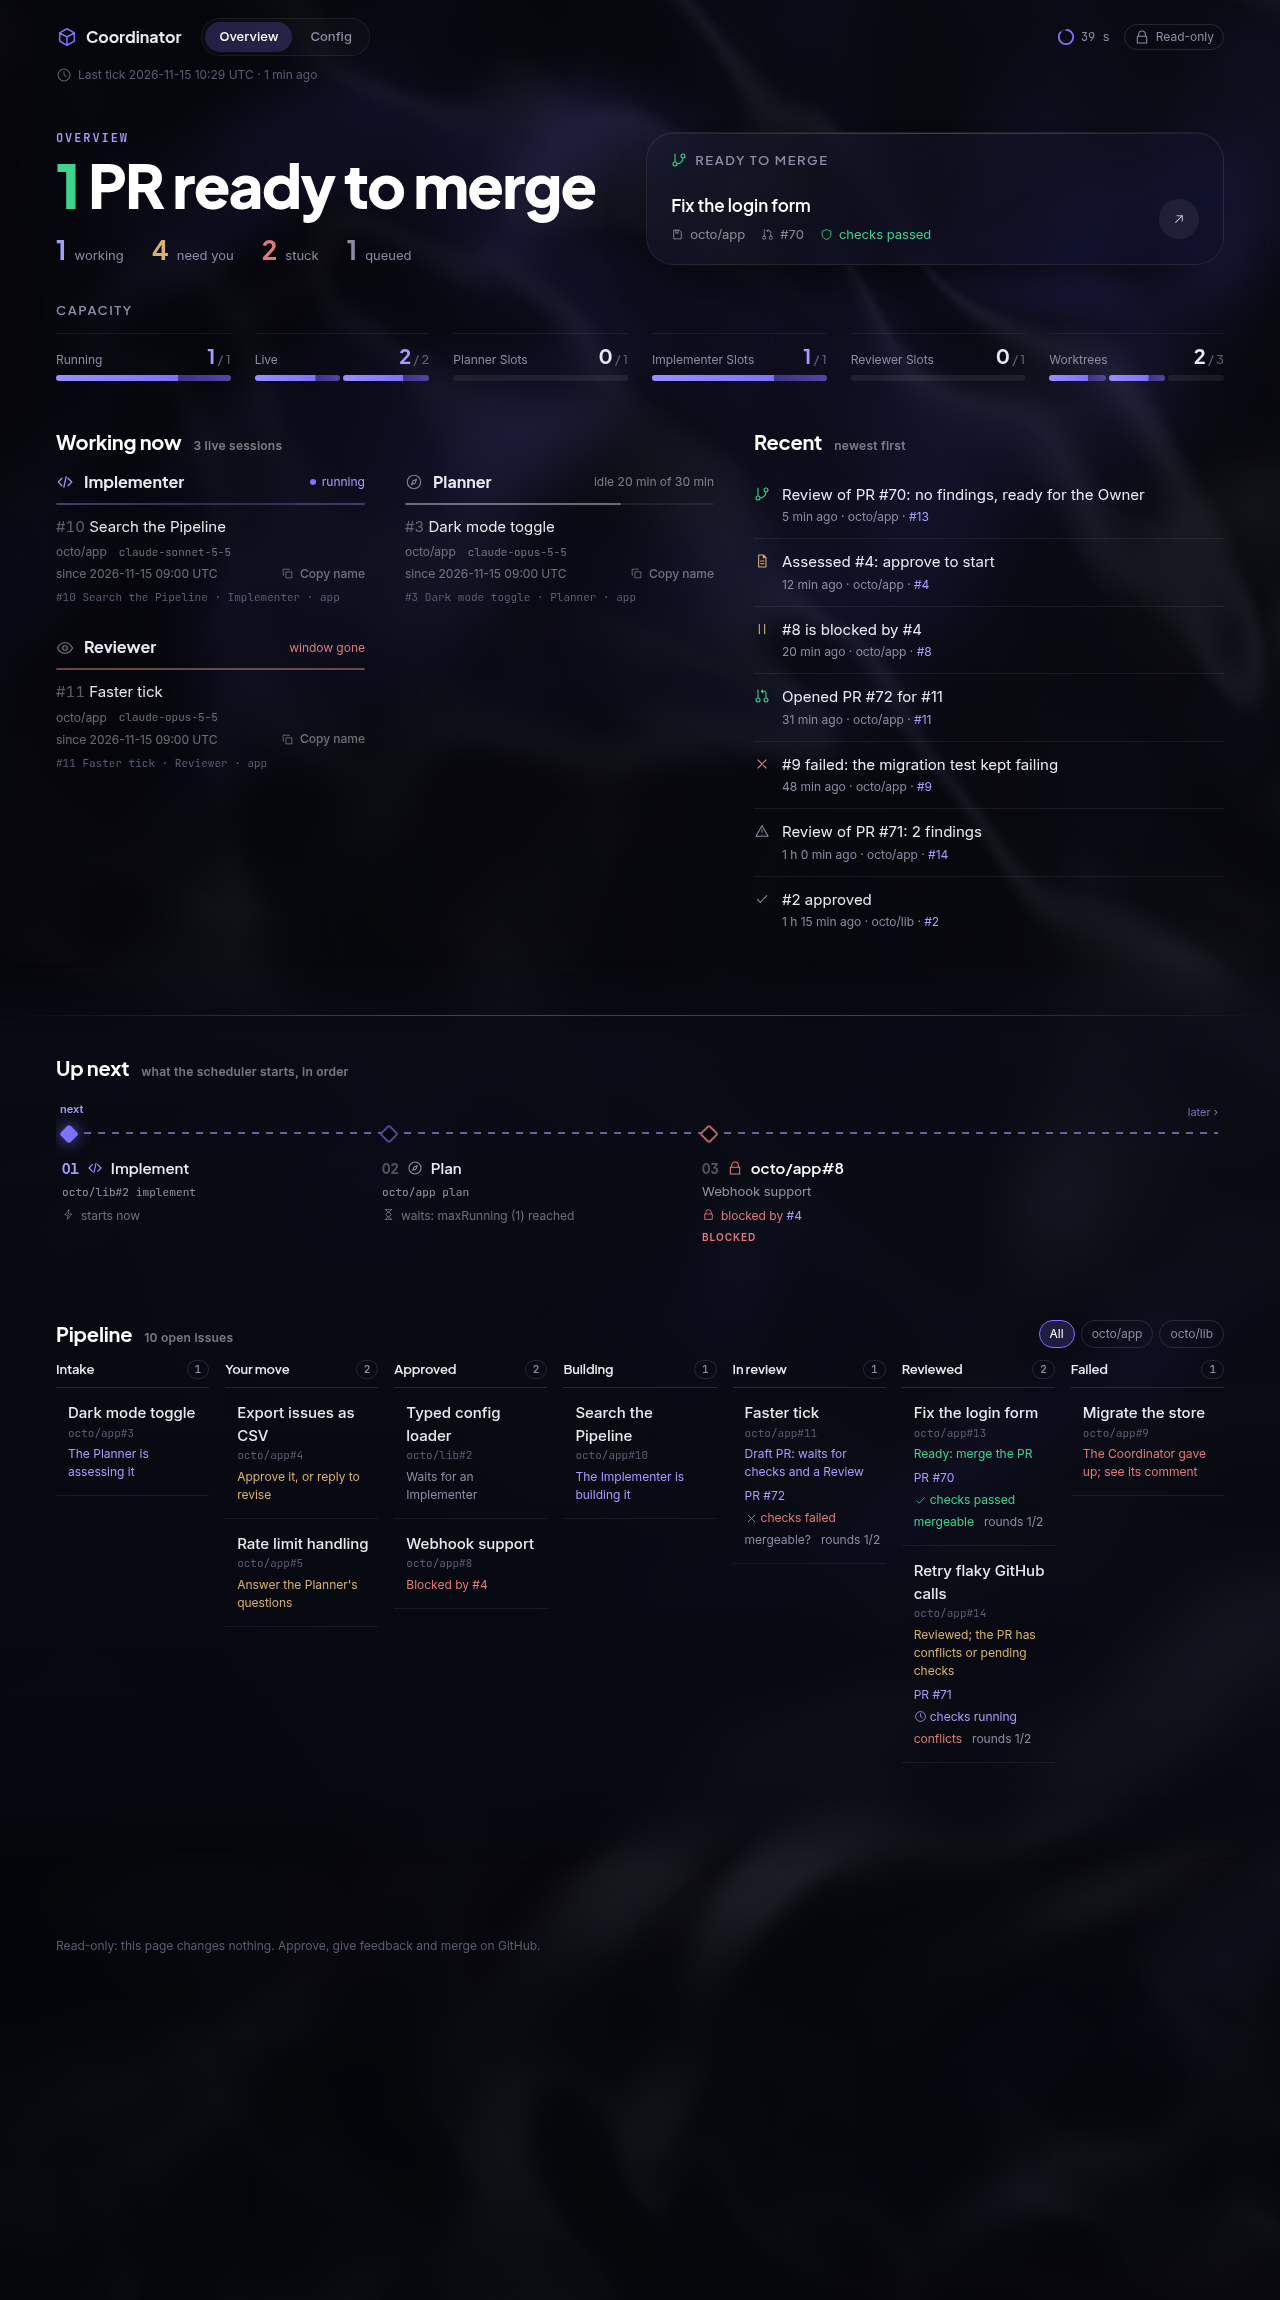 Coordinator
Overview
Config
39 s
Read-only
Last tick 2026-11-15 10:29 UTC · 1 min ago
OVERVIEW
1 PR ready to merge
1 working
4 need you
2 stuck
1 queued
READY TO MERGE
Fix the login form
octo/app
#70
checks passed
CAPACITY
Running 1 / 1
Live 2 / 2
Planner Slots 0 / 1
Implementer Slots 1 / 1
Reviewer Slots 0 / 1
Worktrees 2 / 3
Working now 3 live sessions
Implementer running
#10 Search the Pipeline
octo/app claude-sonnet-5-5
since 2026-11-15 09:00 UTC Copy name
#10 Search the Pipeline · Implementer · app
Planner idle 20 min of 30 min
#3 Dark mode toggle
octo/app claude-opus-5-5
since 2026-11-15 09:00 UTC Copy name
#3 Dark mode toggle · Planner · app
Reviewer window gone
#11 Faster tick
octo/app claude-opus-5-5
since 2026-11-15 09:00 UTC Copy name
#11 Faster tick · Reviewer · app
Recent newest first
Review of PR #70: no findings, ready for the Owner
5 min ago · octo/app · #13
Assessed #4: approve to start
12 min ago · octo/app · #4
#8 is blocked by #4
20 min ago · octo/app · #8
Opened PR #72 for #11
31 min ago · octo/app · #11
#9 failed: the migration test kept failing
48 min ago · octo/app · #9
Review of PR #71: 2 findings
1 h 0 min ago · octo/app · #14
#2 approved
1 h 15 min ago · octo/lib · #2
Up next what the scheduler starts, in order
next
later ›
01 Implement
octo/lib#2 implement
starts now
02 Plan
octo/app plan
waits: maxRunning (1) reached
03 octo/app#8
Webhook support
blocked by #4
BLOCKED
Pipeline 10 open issues
All
octo/app
octo/lib
Intake 1
Dark mode toggle
octo/app#3
The Planner is
assessing it
Your move 2
Export issues as
CSV
octo/app#4
Approve it, or reply to
revise
Rate limit handling
octo/app#5
Answer the Planner's
questions
Approved 2
Typed config
loader
octo/lib#2
Waits for an
Implementer
Webhook support
octo/app#8
Blocked by #4
Building 1
Search the
Pipeline
octo/app#10
The Implementer is
building it
In review 1
Faster tick
octo/app#11
Draft PR: waits for
checks and a Review
PR #72
checks failed
mergeable? rounds 1/2
Reviewed 2
Fix the login form
octo/app#13
Ready: merge the PR
PR #70
checks passed
mergeable rounds 1/2
Retry flaky GitHub
calls
octo/app#14
Reviewed; the PR has
conflicts or pending
checks
PR #71
checks running
conflicts rounds 1/2
Failed 1
Migrate the store
octo/app#9
The Coordinator gave
up; see its comment
Read-only: this page changes nothing. Approve, give feedback and merge on GitHub.